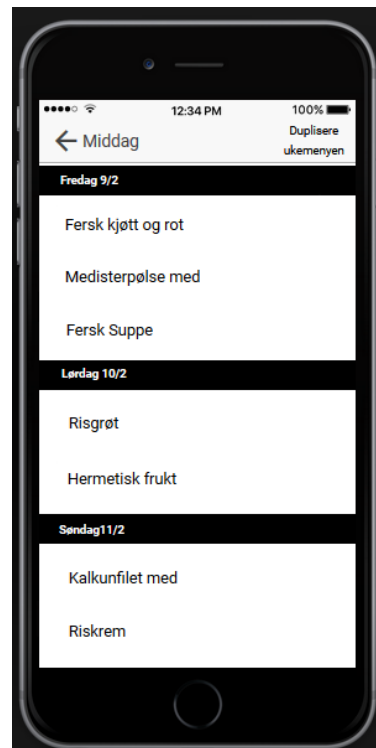 12:34 PM
100%
Middag
Duplisere
ukemenyen
Fredag 9/2
Fersk kjøtt og rot
Medisterpølse med
Fersk Suppe
Lørdag 10/2
Risgrøt
Hermetisk frukt
Søndag11/2
Kalkunfilet med
Riskrem